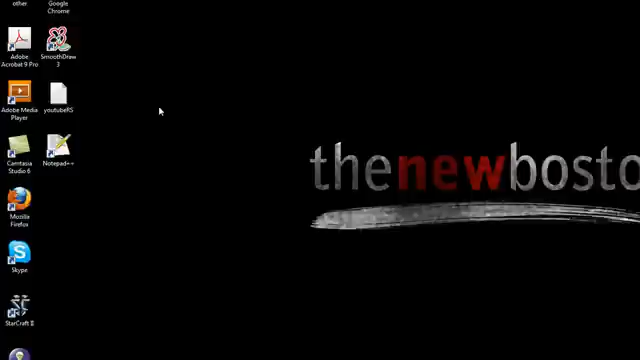 other
Google
Chrome
Adobe
Acrobat 9 Pro
SmoothDraw
3
Adobe Media
Player
youtubeRS
Camtasia
Studio 6
Notepad++
Mozilla
Firefox
Skype
StarCraft II
thenewbosto